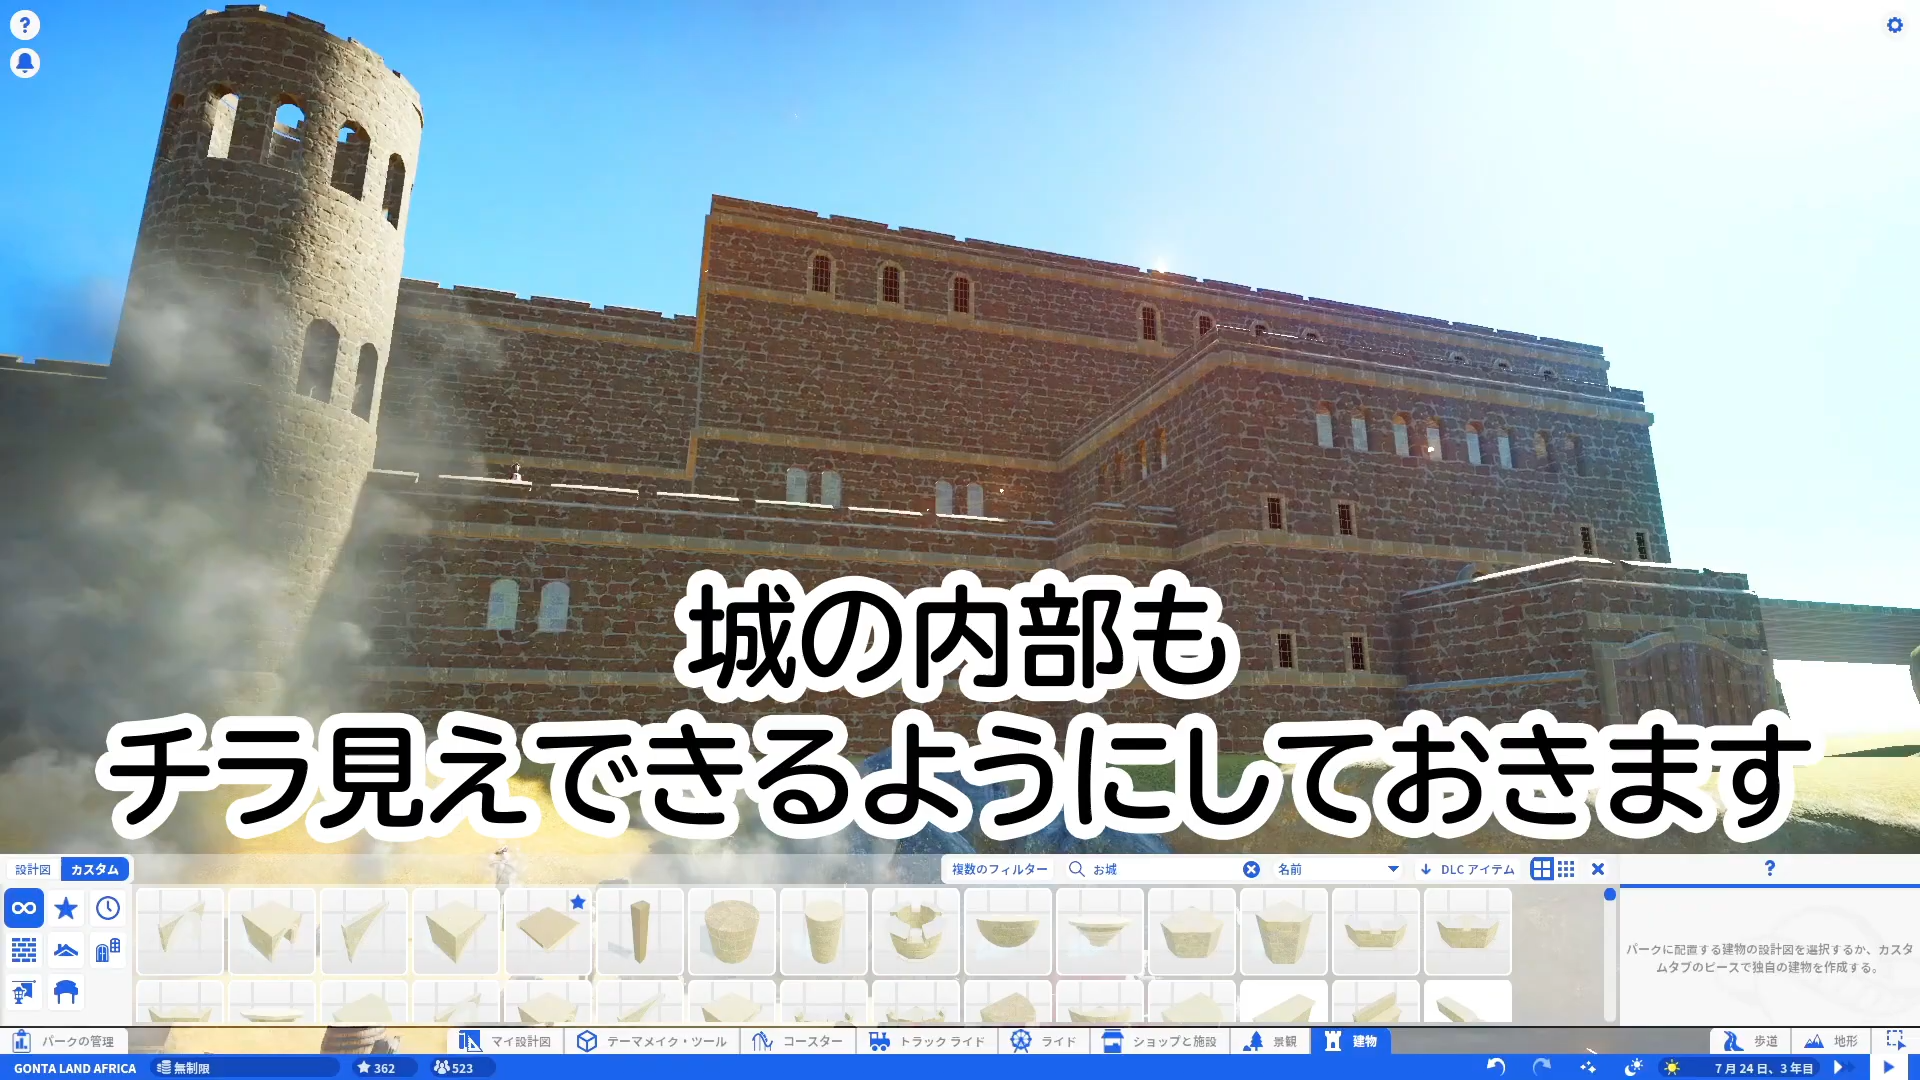 城の内部も
チラ見えできるようにしておきます
設計図
カスタム
複数のフィルター
お城
名前
DLC アイテム
?
パークに配置する建物の設計図を選択するか、カスタ
ムタブのピースで独自の建物を作成する。
パークの管理
マイ設計図
テーマメイク・ツール
コースター
トラック ライド
ライド
ショップと施設
景観
建物
歩道
地形
GONTA LAND AFRICA
無制限
362
523
7月 24 日、3 年目